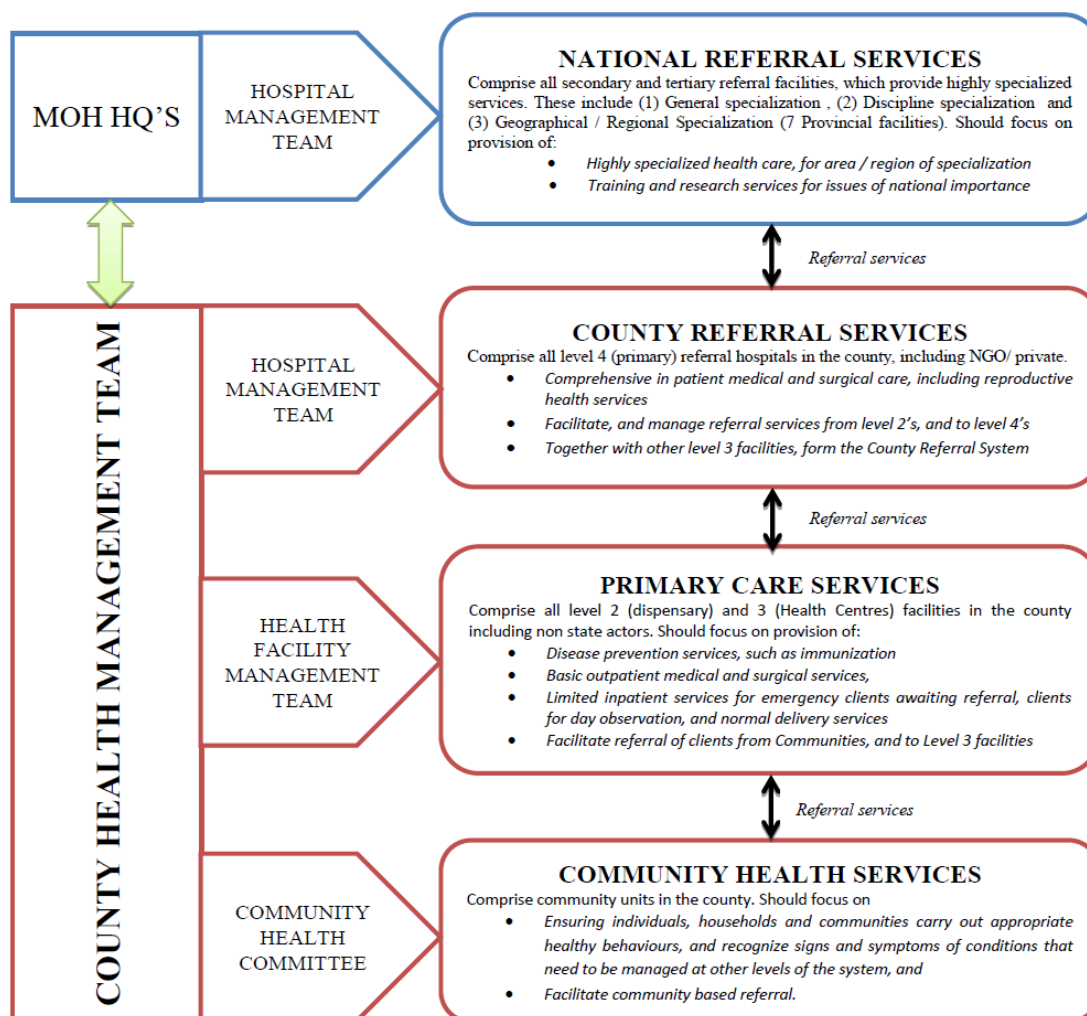 MOH HQ’S
HOSPITAL
MANAGEMENT
TEAM
NATIONAL REFERRAL SERVICES
Comprise all secondary and tertiary referral facilities, which provide highly specialized
services. These include (1) General specialization , (2) Discipline specialization and
(3) Geographical / Regional Specialization (7 Provincial facilities). Should focus on
provision of:
• Highly specialized health care, for area / region of specialization
• Training and research services for issues of national importance
Referral services
COUNTY HEALTH MANAGEMENT TEAM
HOSPITAL
MANAGEMENT
TEAM
COUNTY REFERRAL SERVICES
Comprise all level 4 (primary) referral hospitals in the county, including NGO/ private.
• Comprehensive in patient medical and surgical care, including reproductive
health services
• Facilitate, and manage referral services from level 2’s, and to level 4’s
• Together with other level 3 facilities, form the County Referral System
Referral services
HEALTH
FACILITY
MANAGEMENT
TEAM
PRIMARY CARE SERVICES
Comprise all level 2 (dispensary) and 3 (Health Centres) facilities in the county
including non state actors. Should focus on provision of:
• Disease prevention services, such as immunization
• Basic outpatient medical and surgical services,
• Limited inpatient services for emergency clients awaiting referral, clients
for day observation, and normal delivery services
• Facilitate referral of clients from Communities, and to Level 3 facilities
Referral services
COMMUNITY
HEALTH
COMMITTEE
COMMUNITY HEALTH SERVICES
Comprise community units in the county. Should focus on
• Ensuring individuals, households and communities carry out appropriate
healthy behaviours, and recognize signs and symptoms of conditions that
need to be managed at other levels of the system, and
• Facilitate community based referral.